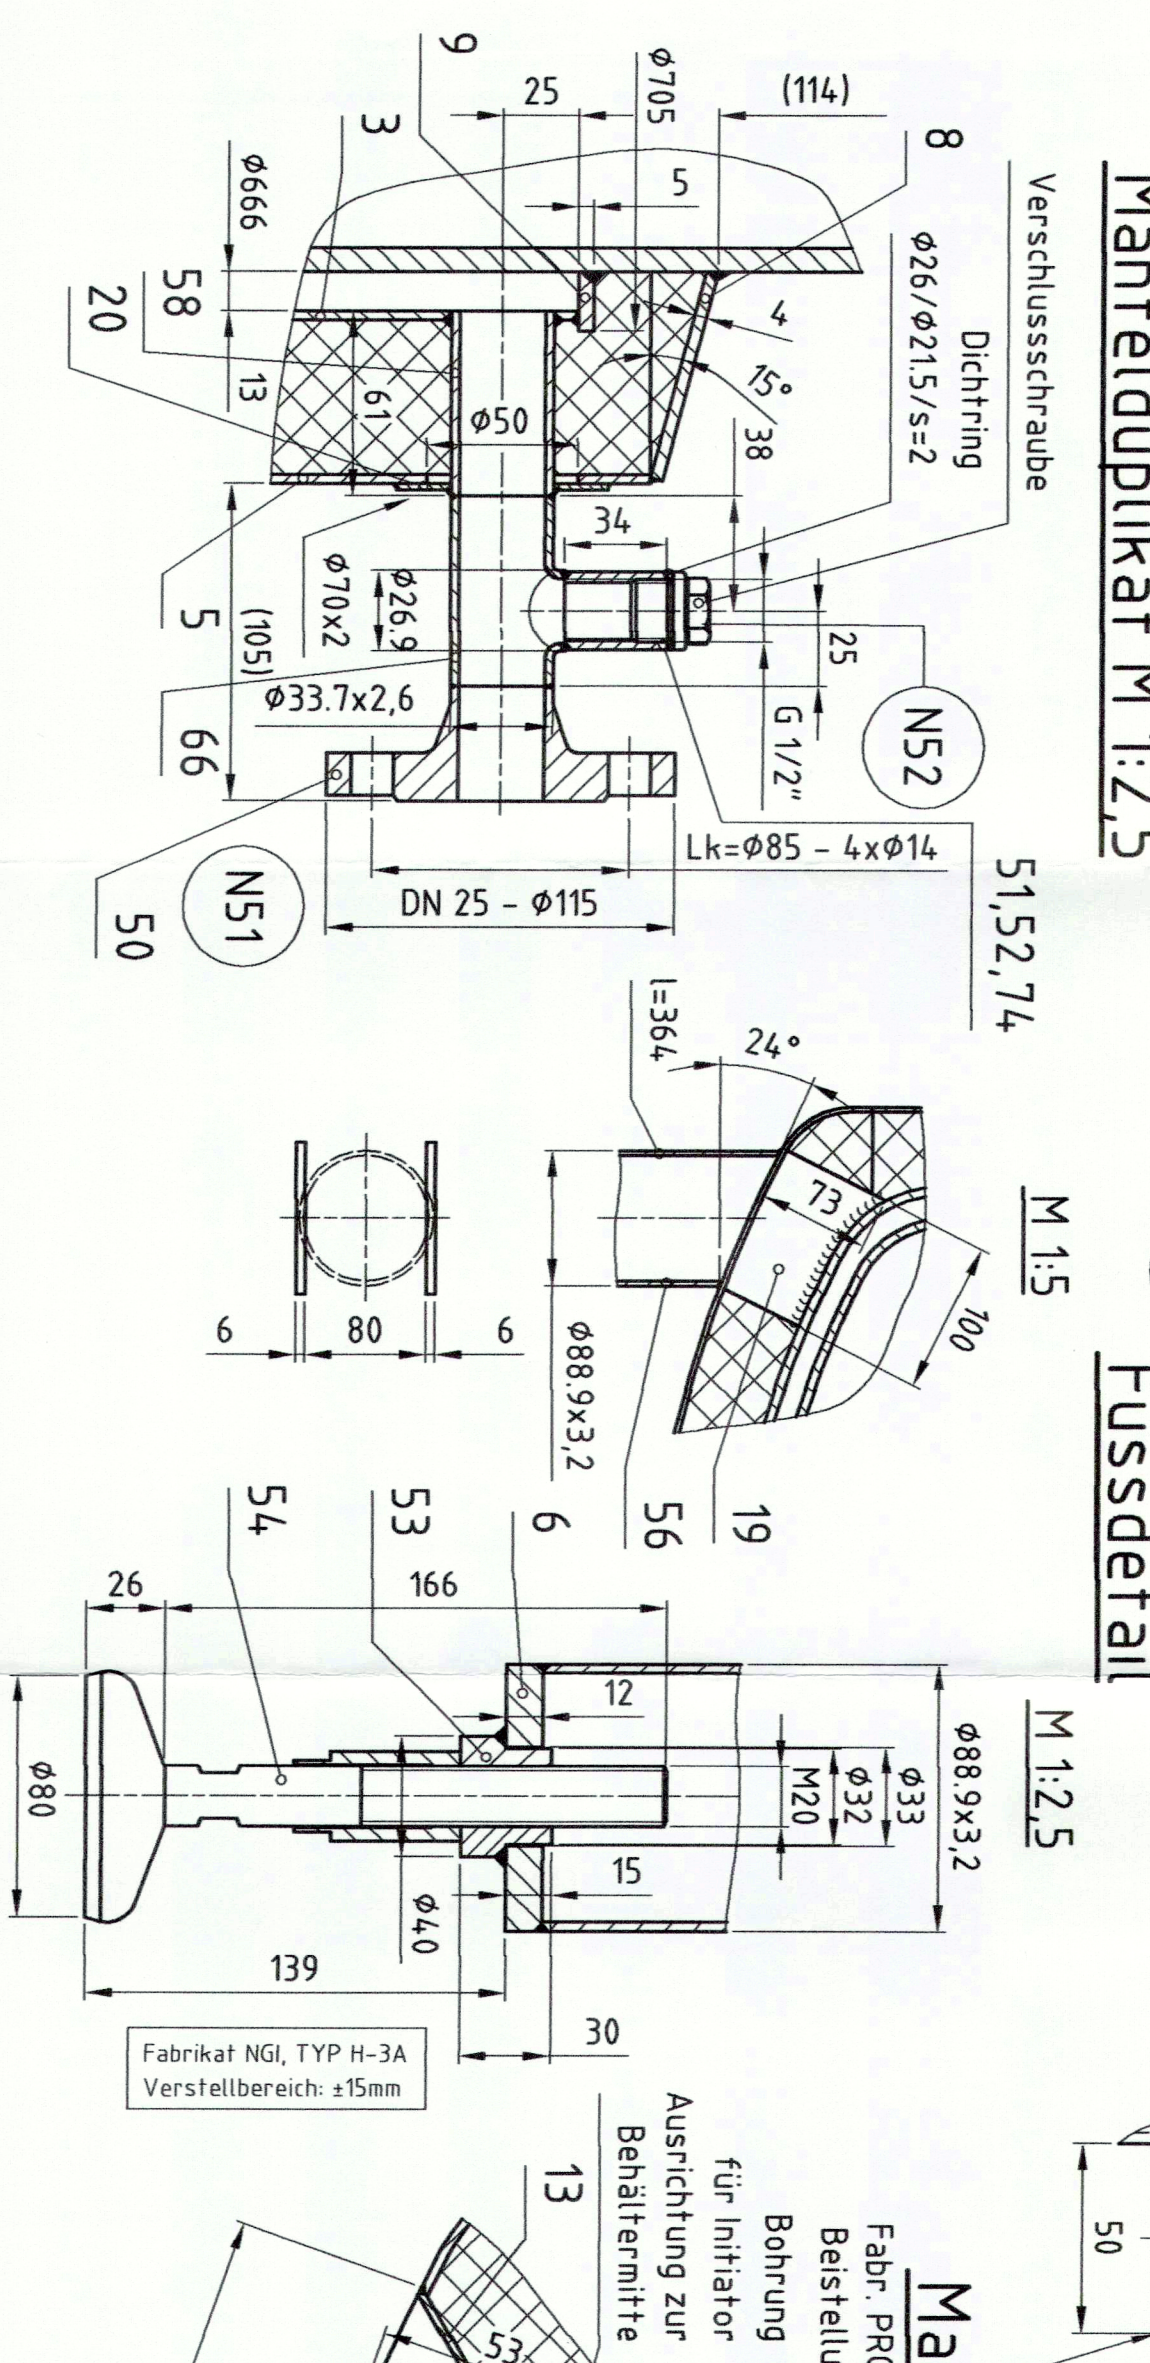 Mantelduplikat M 1:2,5
Verschlussschraube
Dichtring
Ø26/Ø21.5/s=2
8
(114)
Ø705
25
9
3
5
4
15°
38
Ø666
58
20
13
61
Ø50
34
25
G 1/2"
N52
Ø70x2
Ø26.9
(105)
5
66
Ø33.7x2,6
Lk=Ø85 - 4xØ14
DN 25 - Ø115
51,52,74
N51
50
Fussdetail
M 1:5
l=364
24°
73
100
6
80
6
Ø88.9x3,2
19
56
M 1:2,5
6
53
54
26
166
12
Ø88.9x3,2
Ø33
Ø32
M20
15
Ø80
Ø40
139
30
Fabrikat NGI, TYP H-3A
Verstellbereich: ±15mm
50
Ma
Fabr.
Bohrung
für Initiator
Ausrichtung zur
Behältermitte
13
53